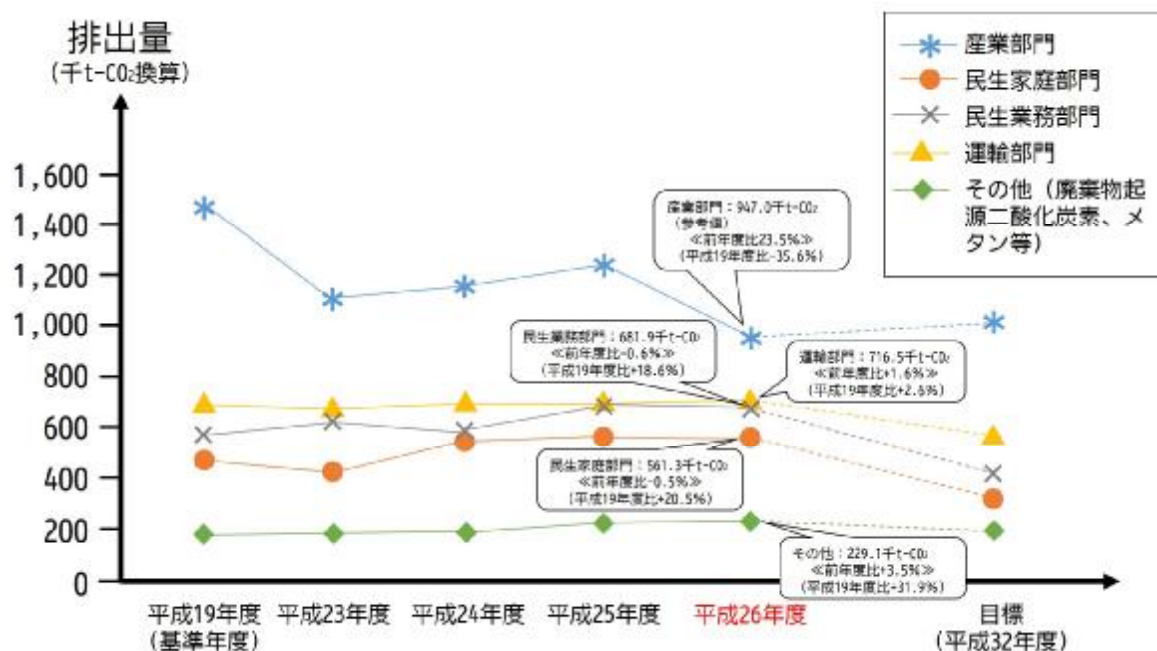 排出量
(千t-CO₂換算)
1,600
1,400
1,200
1,000
800
600
400
200
0
産業部門
民生家庭部門
民生業務部門
運輸部門
その他（廃棄物起
源二酸化炭素、メ
タン等）
産業部門：947.0千t-CO₂
（参考値）
≪前年度比23.5%≫
(平成19年度比-35.6%)
民生業務部門：681.9千t-CO₂
≪前年度比-0.6%≫
(平成19年度比+18.6%)
運輸部門：716.5千t-CO₂
≪前年度比+1.6%≫
(平成19年度比+2.6%)
民生家庭部門：561.3千t-CO₂
≪前年度比-0.5%≫
(平成19年度比+20.5%)
その他：229.1千t-CO₂
≪前年度比+3.5%≫
(平成19年度比+31.9%)
平成19年度
(基準年度)
平成23年度
平成24年度
平成25年度
平成26年度
目標
(平成32年度)